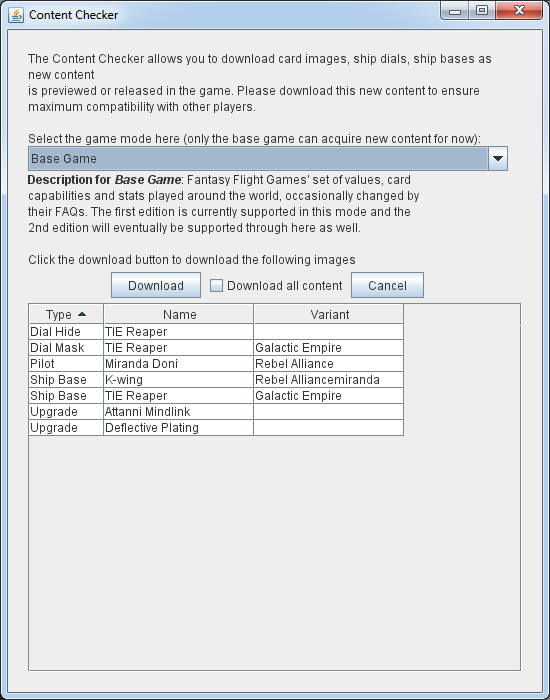 Content Checker
The Content Checker allows you to download card images, ship dials, ship bases as
new content
is previewed or released in the game. Please download this new content to ensure
maximum compatibility with other players.
Select the game mode here (only the base game can acquire new content for now):
Base Game
Description for Base Game: Fantasy Flight Games' set of values, card
capabilities and stats played around the world, occasionally changed by
their FAQs. The first edition is currently supported in this mode and the
2nd edition will eventually be supported through here as well.
Click the download button to download the following images
Download Download all content Cancel
Type Name Variant
Dial Hide TIE Reaper
Dial Mask TIE Reaper Galactic Empire
Pilot Miranda Doni Rebel Alliance
Ship Base K-wing Rebel Alliancemiranda
Ship Base TIE Reaper Galactic Empire
Upgrade Attanni Mindlink
Upgrade Deflective Plating